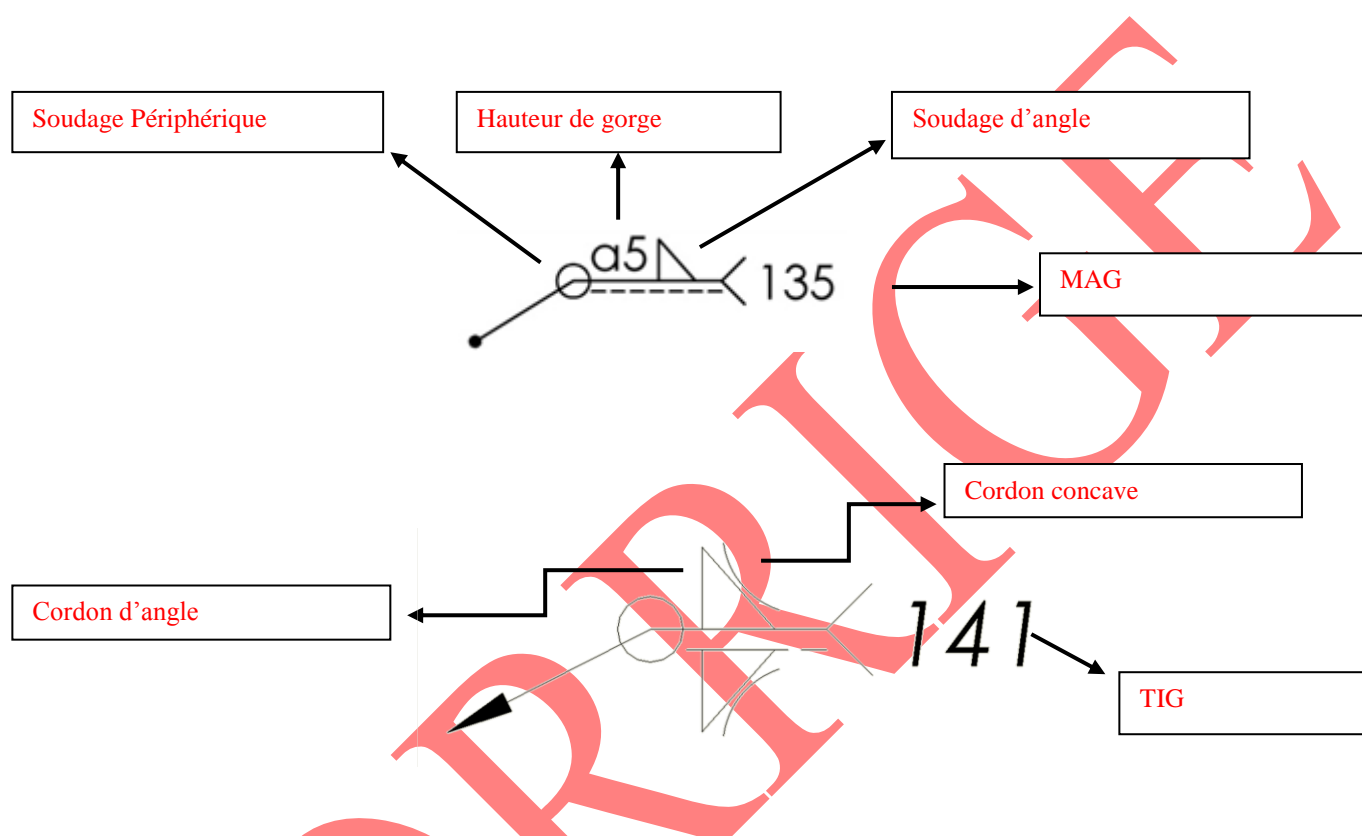 Soudage Périphérique
Hauteur de gorge
Soudage d’angle
a5
135
MAG
Cordon concave
Cordon d’angle
141
TIG
CORRIGE